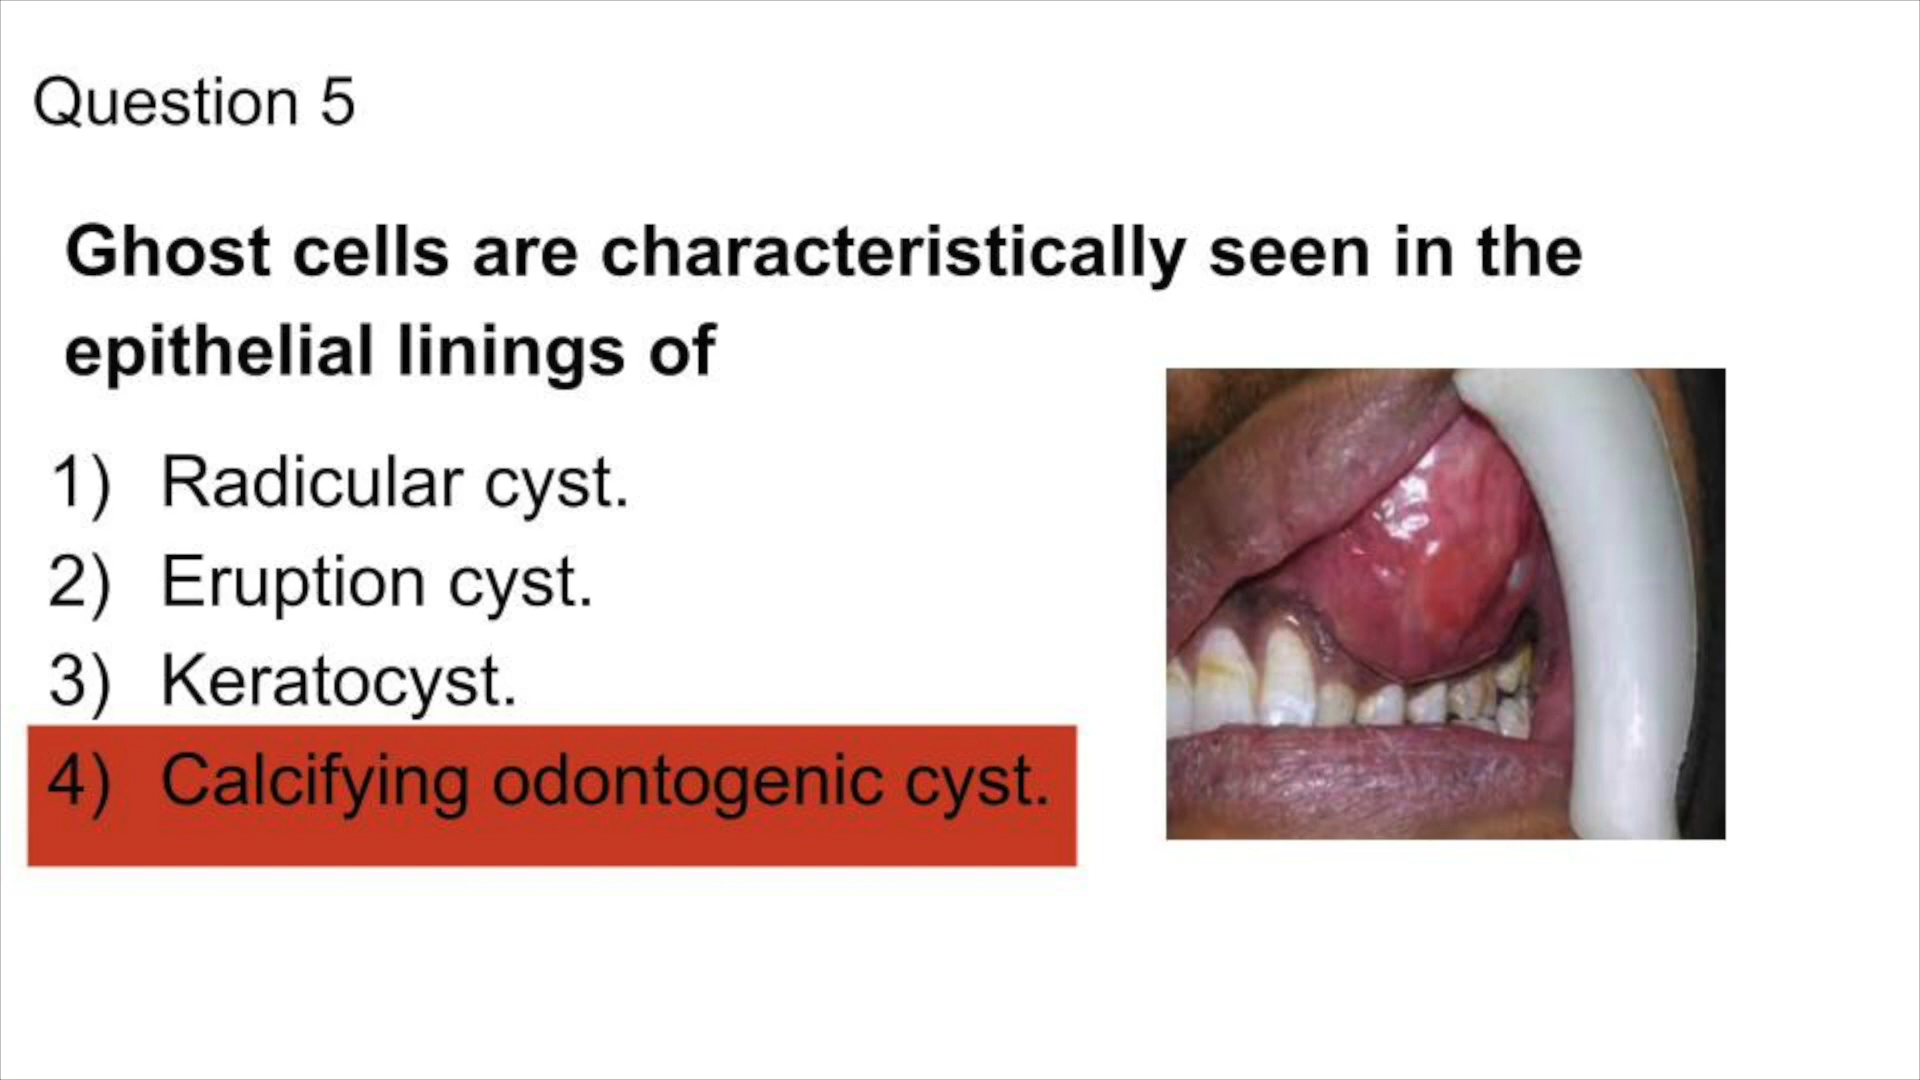 Question 5
Ghost cells are characteristically seen in the
epithelial linings of
1) Radicular cyst.
2) Eruption cyst.
3) Keratocyst.
4) Calcifying odontogenic cyst.